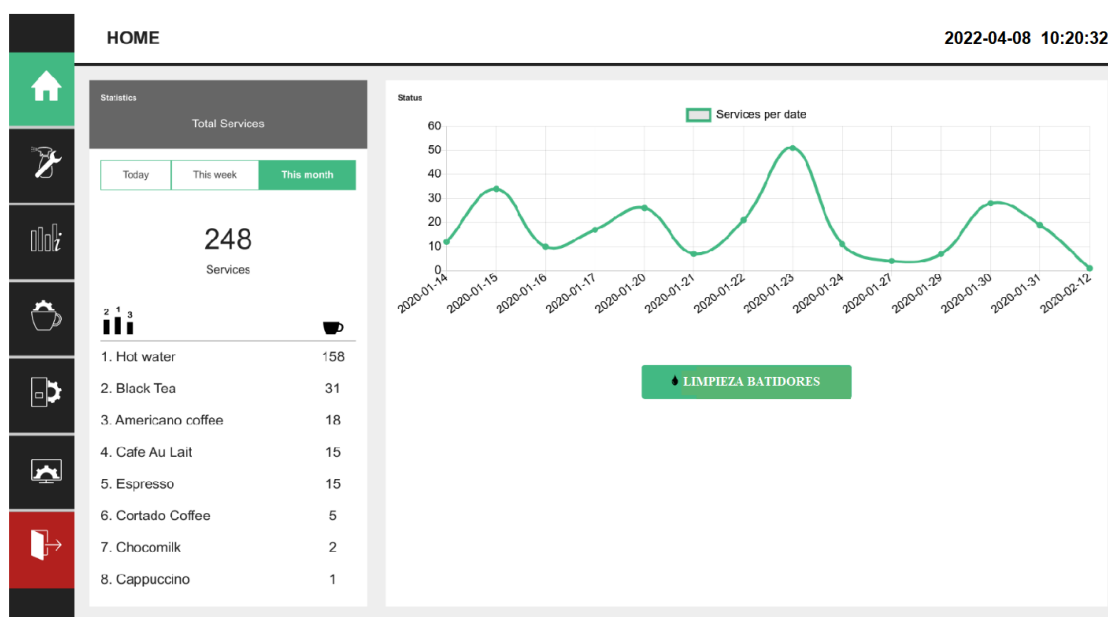 HOME
2022-04-08 10:20:32
Statistics
Total Services
Today This week This month
248
Services
2 1 3
1. Hot water 158
2. Black Tea 31
3. Americano coffee 18
4. Cafe Au Lait 15
5. Espresso 15
6. Cortado Coffee 5
7. Chocomilk 2
8. Cappuccino 1
Status
Services per date
60
50
40
30
20
10
0
2020-01-14 2020-01-15 2020-01-16 2020-01-17 2020-01-20 2020-01-21 2020-01-22 2020-01-23 2020-01-24 2020-01-27 2020-01-29 2020-01-30 2020-01-31 2020-02-12
LIMPIEZA BATIDORES
i